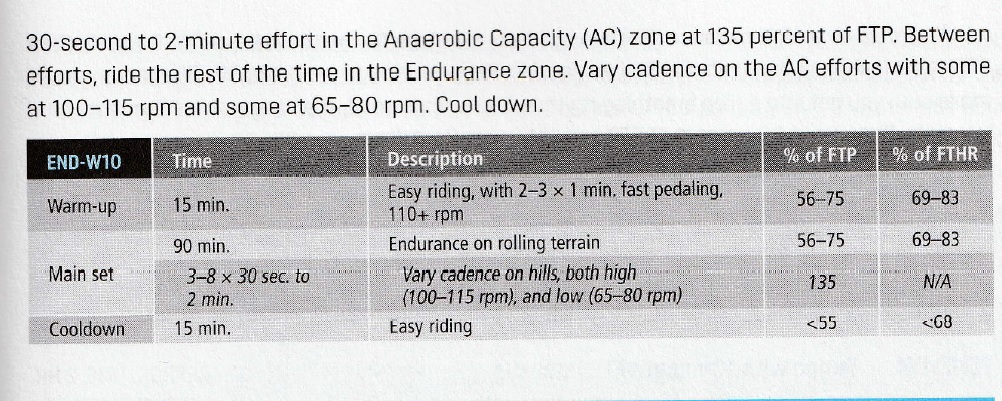 30-second to 2-minute effort in the Anaerobic Capacity (AC) zone at 135 percent of FTP. Between
efforts, ride the rest of the time in the Endurance zone. Vary cadence on the AC efforts with some
at 100–115 rpm and some at 65–80 rpm. Cool down.
END-W10 Time Description % of FTP % of FTHR
Warm-up 15 min. Easy riding, with 2–3 x 1 min. fast pedaling, 56–75 69–83
110+ rpm
90 min. Endurance on rolling terrain 56–75 69–83
Main set 3–8 x 30 sec. to Vary cadence on hills, both high 135 N/A
2 min. (100–115 rpm), and low (65–80 rpm)
Cooldown 15 min. Easy riding <55 <68